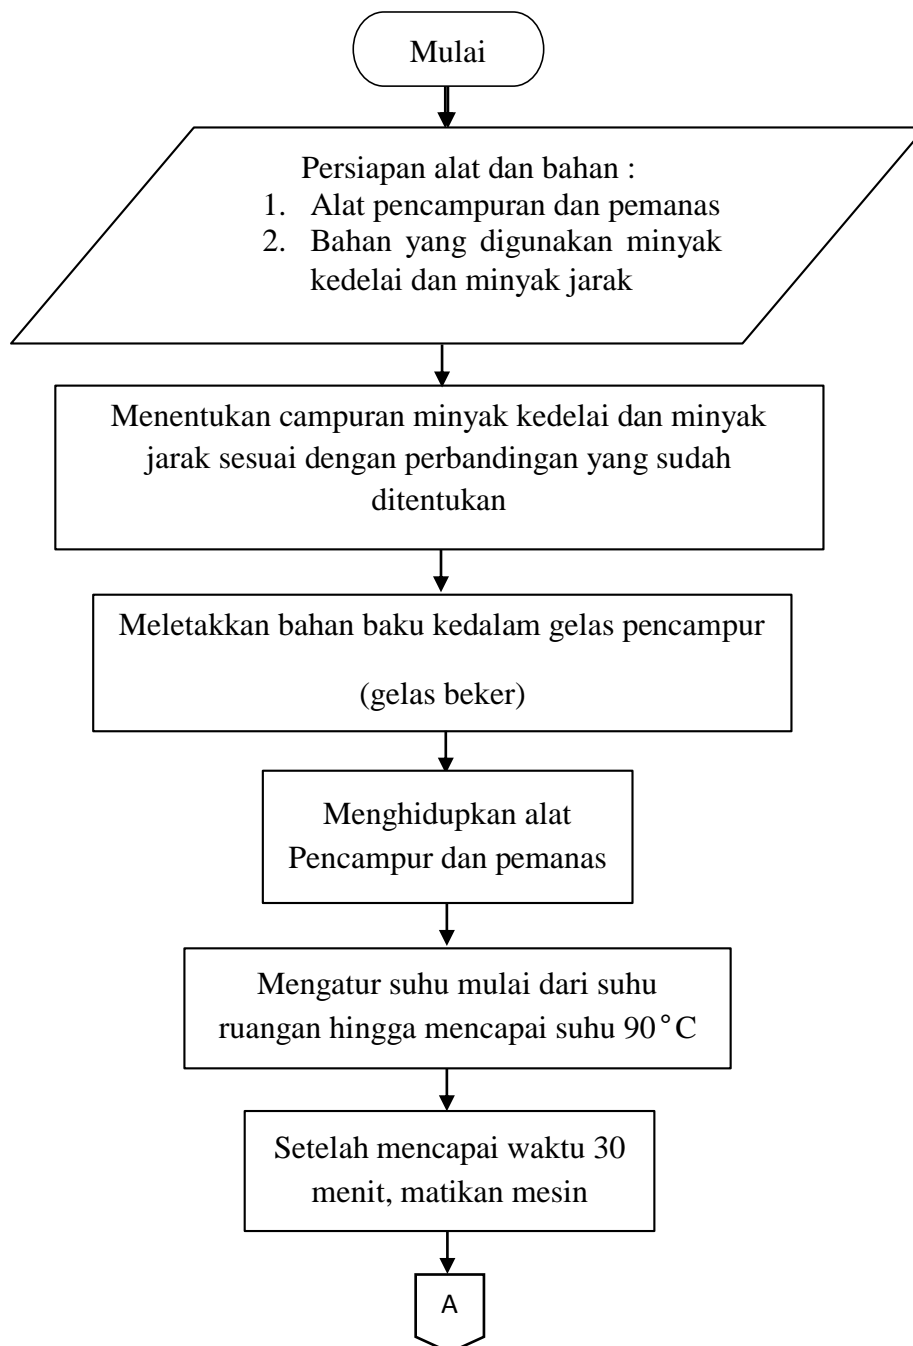 Mulai
Persiapan alat dan bahan :
1. Alat pencampuran dan pemanas
2. Bahan yang digunakan minyak
kedelai dan minyak jarak
Menentukan campuran minyak kedelai dan minyak
jarak sesuai dengan perbandingan yang sudah
ditentukan
Meletakkan bahan baku kedalam gelas pencampur
(gelas beker)
Menghidupkan alat
Pencampur dan pemanas
Mengatur suhu mulai dari suhu
ruangan hingga mencapai suhu 90°C
Setelah mencapai waktu 30
menit, matikan mesin
A